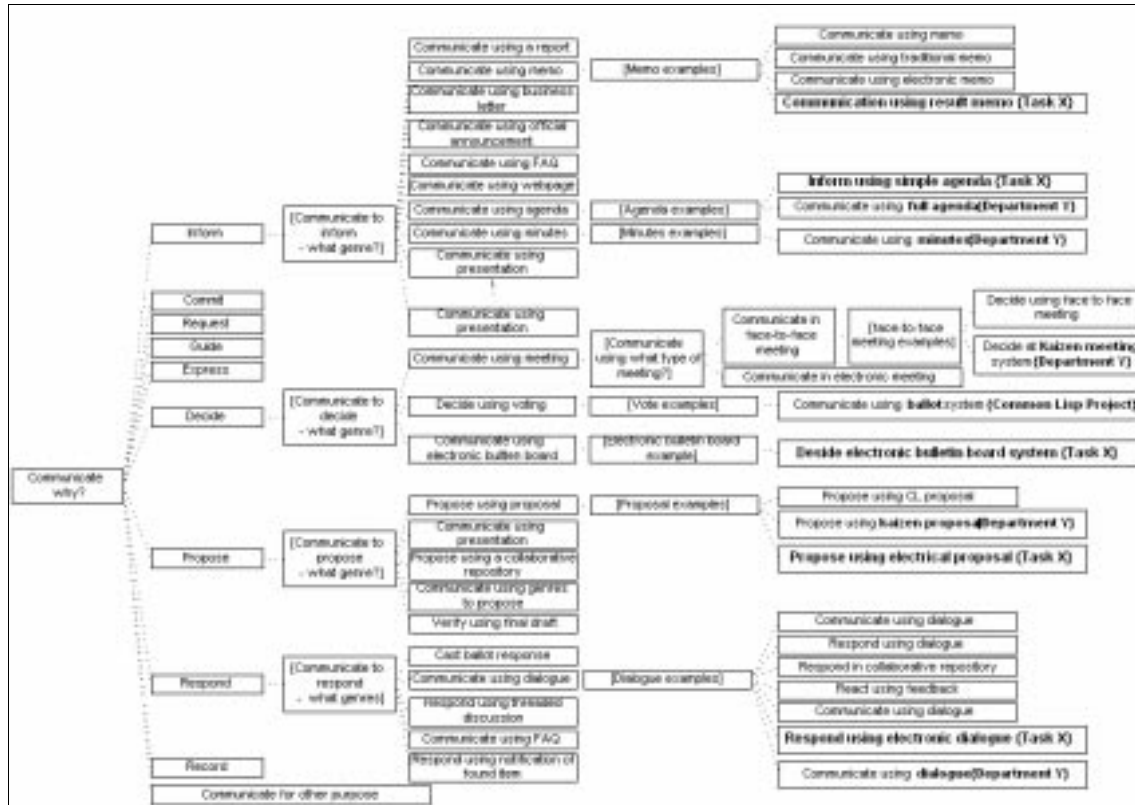 Communicate
why?
Inform
Commit
Request
Guide
Express
Decide
Propose
Respond
Record
Communicate for other purpose
[Communicate to
inform
- what genre?]
[Communicate to
decide
- what genre?]
[Communicate to
propose
- what genre?]
[Communicate to
respond
- what genres]
Communicate using a report
Communicate using memo
Communicate using business
letter
Communicate using official
announcement
Communicate using FAQ
Communicate using webpage
Communicate using agenda
Communicate using minutes
Communicate using
presentation
Communicate using
presentation
Communicate using meeting
Decide using voting
Communicate using
electronic bulltein board
Propose using proposal
Communicate using
presentation
Propose using a collaborative
repository
Communicate using genres
to propose
Verify using final draft
Cast ballot response
Communicate using dialogue
Respond using threaded
discussion
Communicate using FAQ
Respond using notification of
found item
[Memo examples]
[Agenda examples]
[Minutes examples]
[Communicate
using what type of
meeting?]
[Vote examples]
[Electronic bulletin board
example]
[Proposal examples]
[Dialogue examples]
Communicate using memo
Communicate using traditional memo
Communicate using electronic memo
Communication using result memo (Task X)
Inform using simple agenda (Task X)
Communicate using full agenda(Department Y)
Communicate using minutes(Department Y)
Communicate in
face-to-face
meeting
Communicate in electronic meeting
[face-to-face
meeting examples]
Decide using face to face
meeting
Decide at Kaizen meeting
system (Department Y)
Communicate using ballot system (Common Lisp Project)
Deside electronic bulletin board system (Task X)
Propose using CL proposal
Propose using kaizen proposal(Department Y)
Propose using electrical proposal (Task X)
Communicate using dialogue
Respond using dialogue
Respond in collaborative repository
React using feedback
Communicate using dialogue
Respond using electronic dialogue (Task X)
Communicate using dialogue(Department Y)